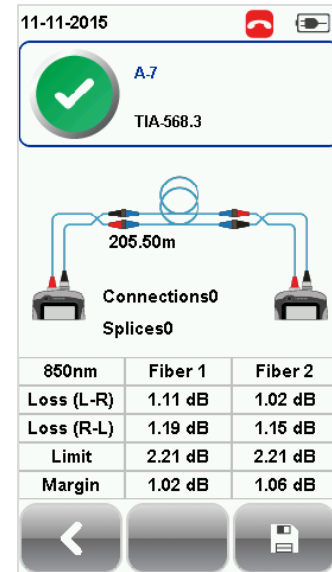 11-11-2015
A-7
TIA-568.3
205.50m
Connections0
Splices0
850nm Fiber 1 Fiber 2
Loss (L-R) 1.11 dB 1.02 dB
Loss (R-L) 1.19 dB 1.15 dB
Limit 2.21 dB 2.21 dB
Margin 1.02 dB 1.06 dB